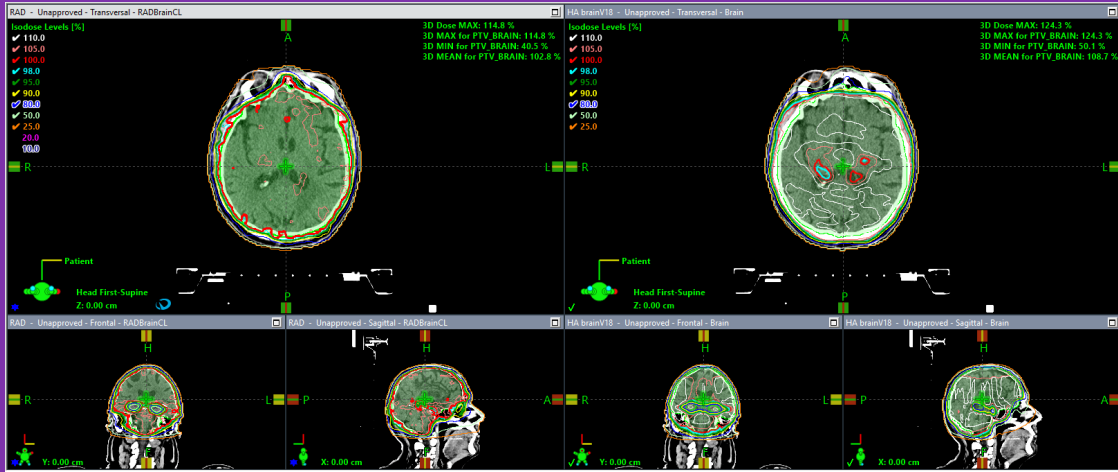 RAD - Unapproved - Transversal - RADBrainCL
Isodose Levels [%]
110.0
105.0
100.0
98.0
95.0
90.0
80.0
50.0
25.0
20.0
10.0
3D Dose MAX: 114.8 %
3D MAX for PTV_BRAIN: 114.8 %
3D MIN for PTV_BRAIN: 40.5 %
3D MEAN for PTV_BRAIN: 102.8 %
A
R
L
P
Patient
Head First-Supine
Z: 0.00 cm
HA brainV18 - Unapproved - Transversal - Brain
Isodose Levels [%]
110.0
105.0
100.0
98.0
95.0
90.0
80.0
50.0
25.0
3D Dose MAX: 124.3 %
3D MAX for PTV_BRAIN: 124.3 %
3D MIN for PTV_BRAIN: 50.1 %
3D MEAN for PTV_BRAIN: 108.7 %
A
R
L
P
Patient
Head First-Supine
Z: 0.00 cm
RAD - Unapproved - Frontal - RADBrainCL
H
R
L
F
Y: 0.00 cm
RAD - Unapproved - Sagittal - RADBrainCL
H
P
A
F
X: 0.00 cm
HA brainV18 - Unapproved - Frontal - Brain
H
R
L
F
Y: 0.00 cm
HA brainV18 - Unapproved - Sagittal - Brain
H
P
A
F
X: 0.00 cm